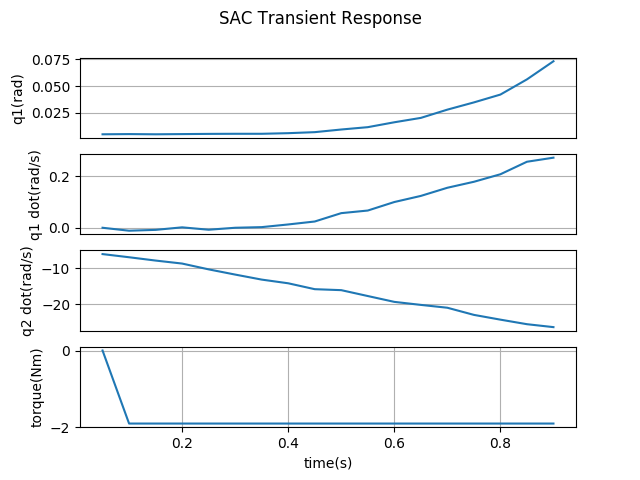 SAC Transient Response
q1(rad)
0.075
0.050
0.025
q1 dot(rad/s)
0.2
0.0
q2 dot(rad/s)
−10
−20
torque(Nm)
0
−2
0.2 0.4 0.6 0.8
time(s)